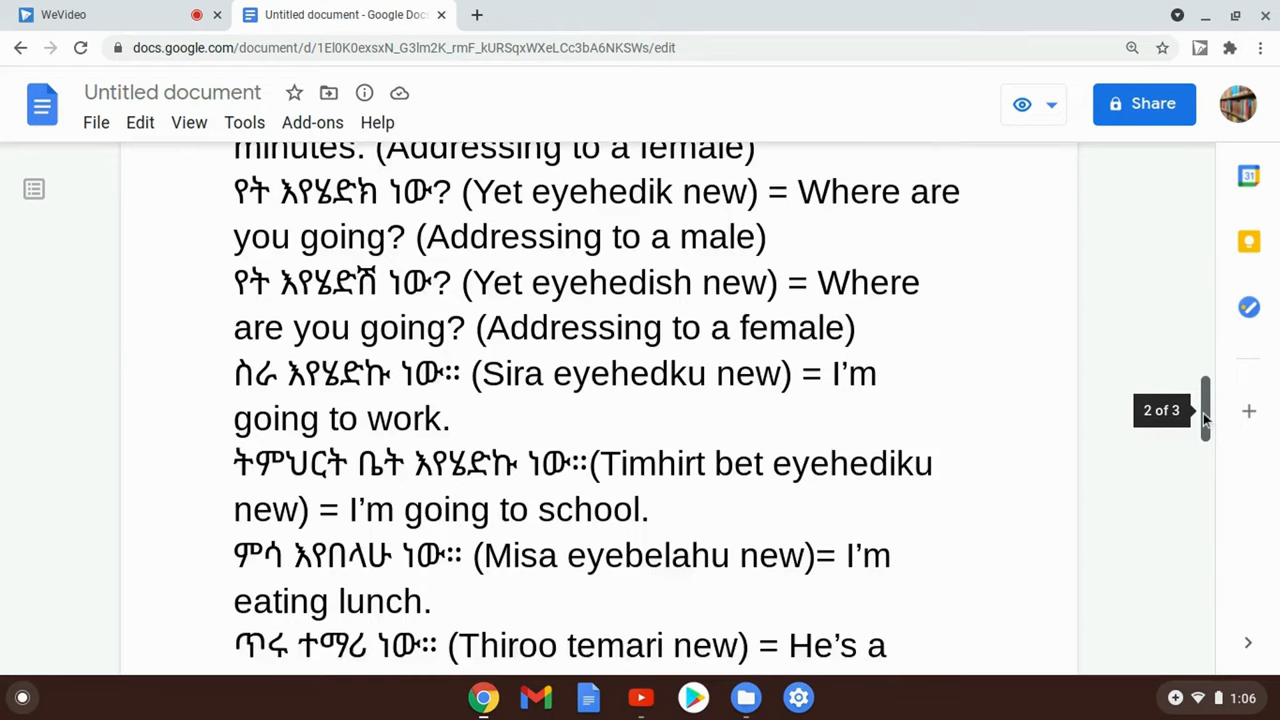 WeVideo
Untitled document - Google Docs
docs.google.com/document/d/1El0K0exsxN_G3lm2K_rmF_kURSqxWXeLCc3bA6NKSWs/edit
Untitled document
File Edit View Tools Add-ons Help
Share
31
minutes. (Addressing to a female)
የት እየሄድክ ነው? (Yet eyehedik new) = Where are
you going? (Addressing to a male)
የት እየሄድሽ ነው? (Yet eyehedish new) = Where
are you going? (Addressing to a female)
ስራ እየሄድኩ ነው። (Sira eyehedku new) = I’m
going to work.
ትምህርት ቤት እየሄድኩ ነው።(Timhirt bet eyehediku
new) = I’m going to school.
ምሳ እየበላሁ ነው። (Misa eyebelahu new)= I’m
eating lunch.
ጥሩ ተማሪ ነው። (Thiroo temari new) = He’s a
2 of 3
1:06